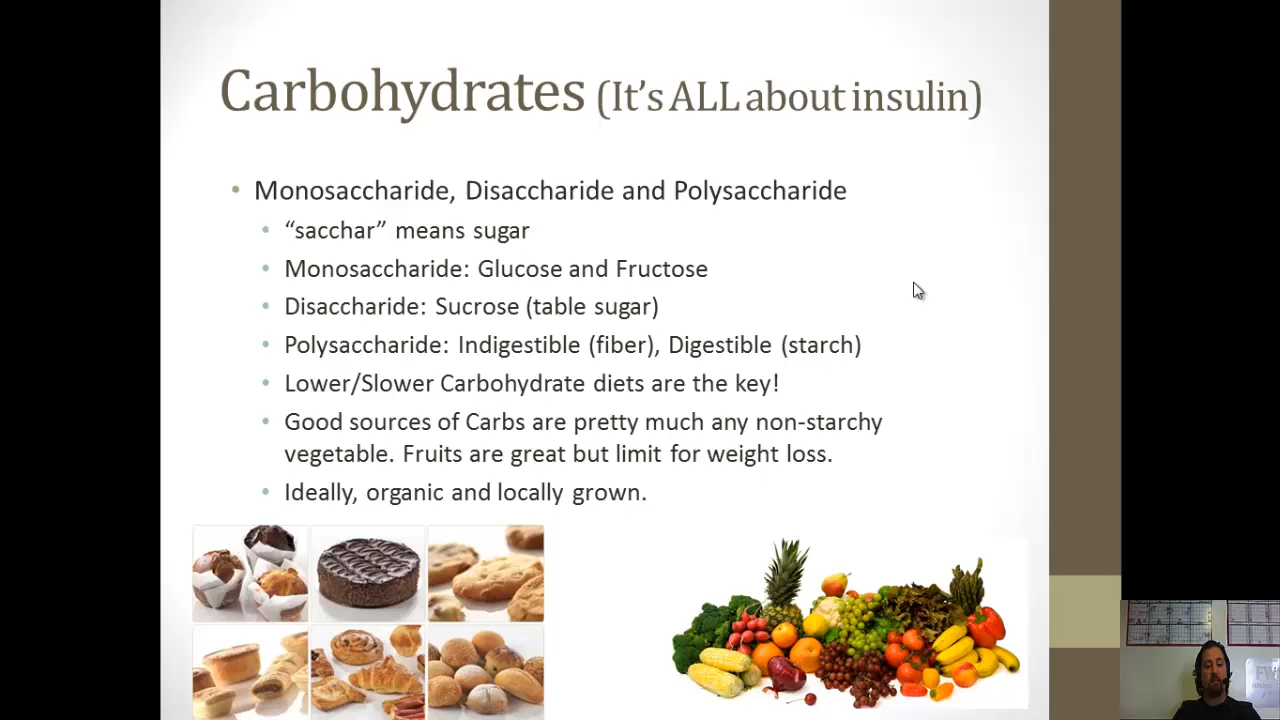 Carbohydrates (It's ALL about insulin)
• Monosaccharide, Disaccharide and Polysaccharide
• “sacchar” means sugar
• Monosaccharide: Glucose and Fructose
• Disaccharide: Sucrose (table sugar)
• Polysaccharide: Indigestible (fiber), Digestible (starch)
• Lower/Slower Carbohydrate diets are the key!
• Good sources of Carbs are pretty much any non-starchy
vegetable. Fruits are great but limit for weight loss.
• Ideally, organic and locally grown.